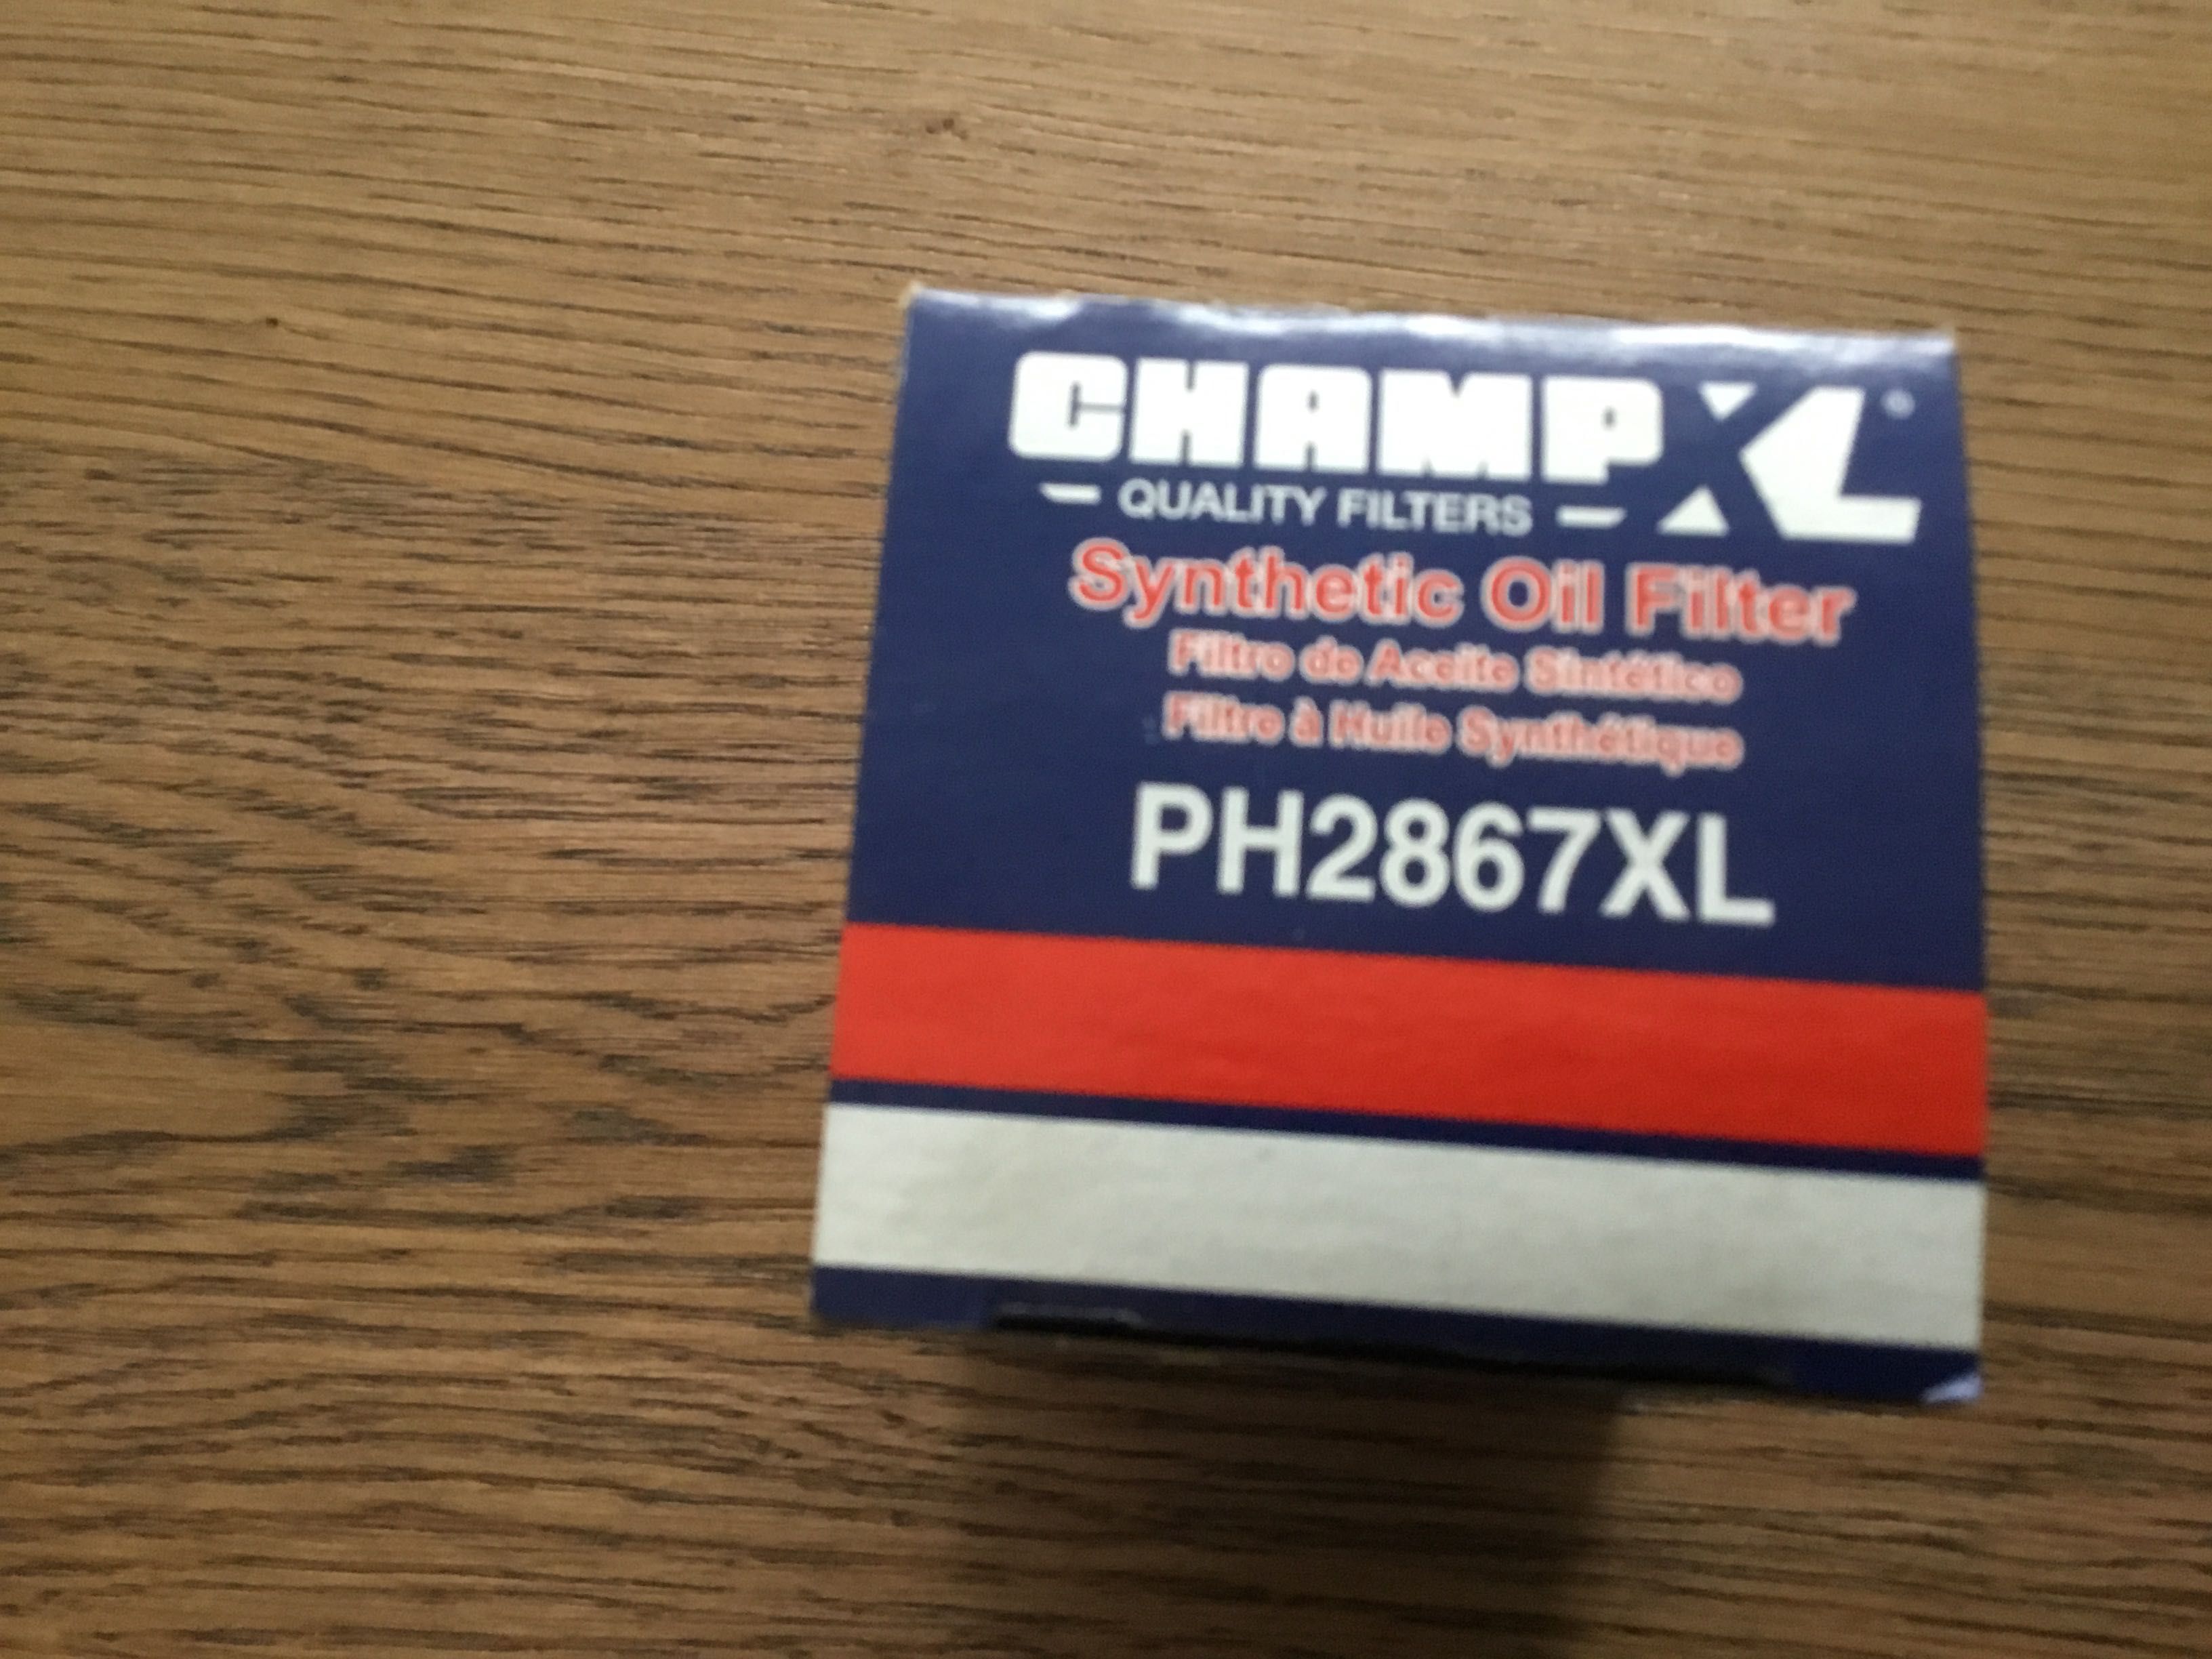 CHAMP XL®
QUALITY FILTERS
Synthetic Oil Filter
Filtro de Aceite Sintético
Filtre à Huile Synthétique
PH2867XL